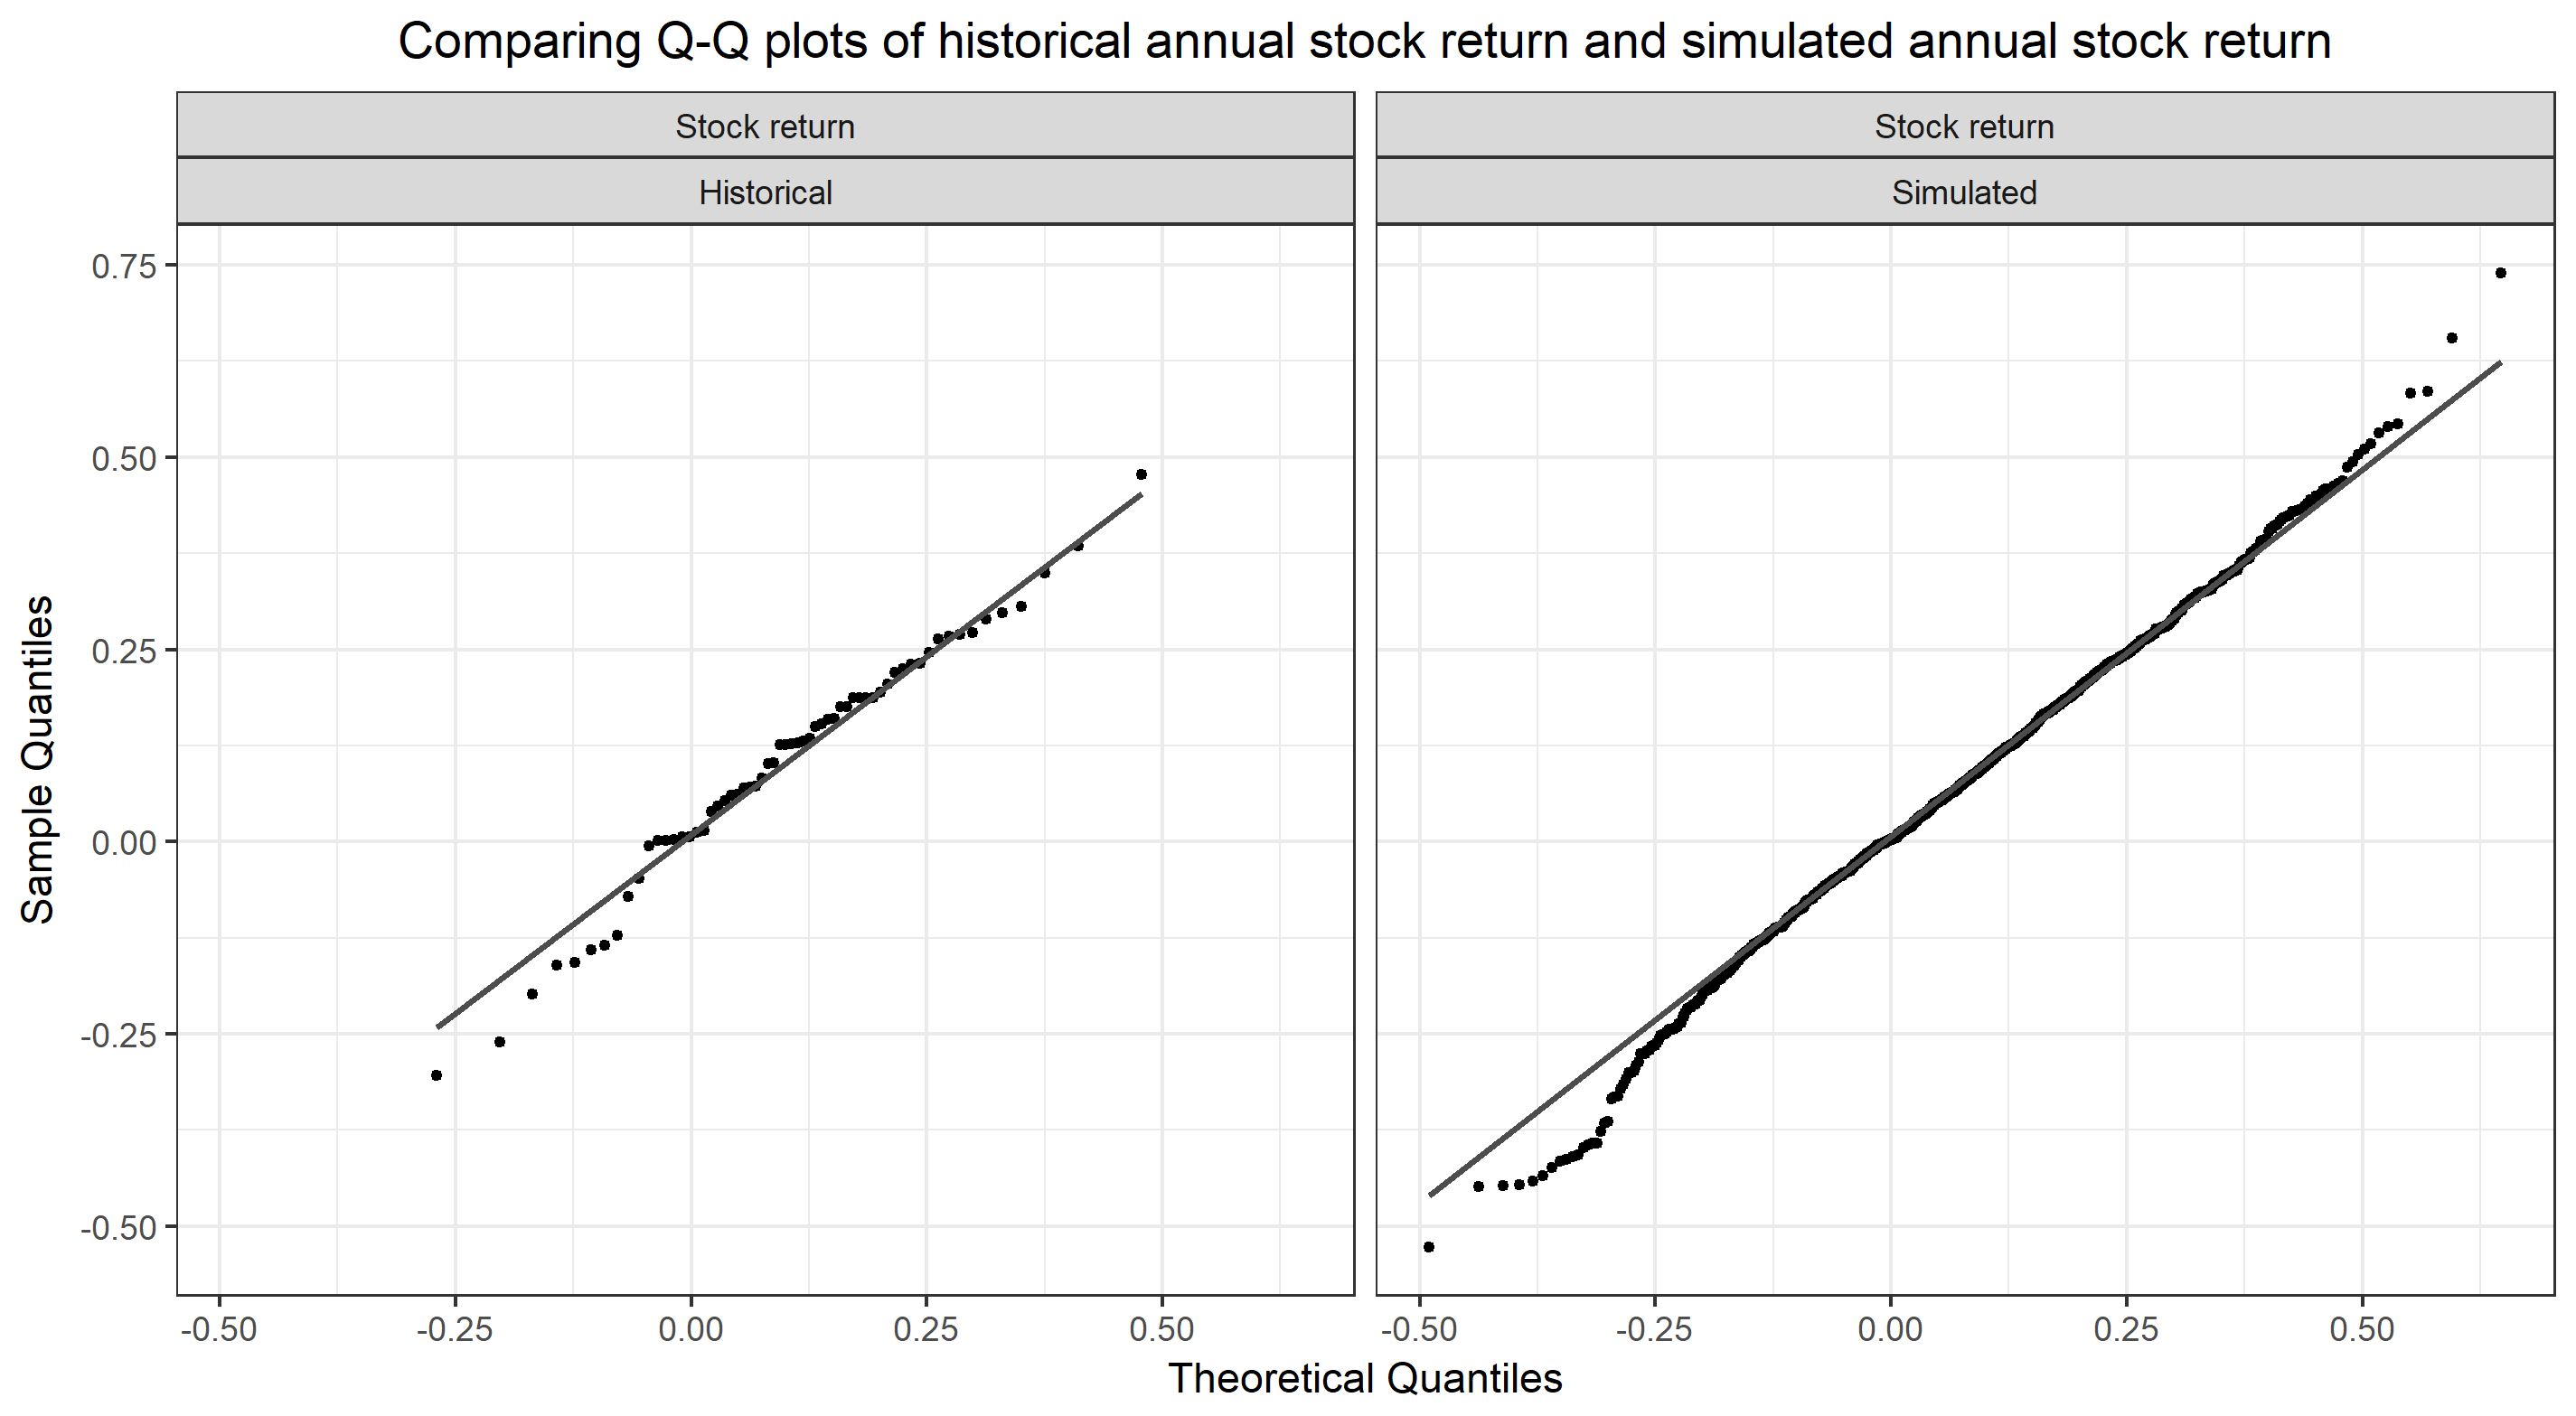 Comparing Q-Q plots of historical annual stock return and simulated annual stock return
Stock return
Historical
Stock return
Simulated
Sample Quantiles
0.75
0.50
0.25
0.00
-0.25
-0.50
-0.50 -0.25 0.00 0.25 0.50
-0.50 -0.25 0.00 0.25 0.50
Theoretical Quantiles